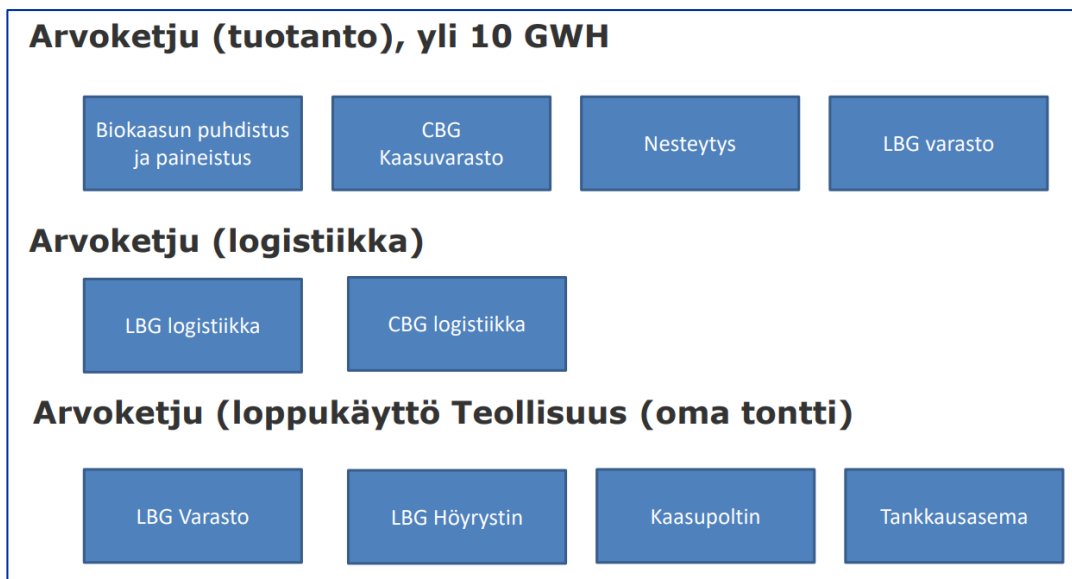 Arvoketju (tuotanto), yli 10 GWH
Biokaasun puhdistus
ja paineistus
CBG
Kaasuvarasto
Nesteytys
LBG varasto
Arvoketju (logistiikka)
LBG logistiikka
CBG logistiikka
Arvoketju (loppukäyttö Teollisuus (oma tontti)
LBG Varasto
LBG Höyrystin
Kaasupoltin
Tankkausasema